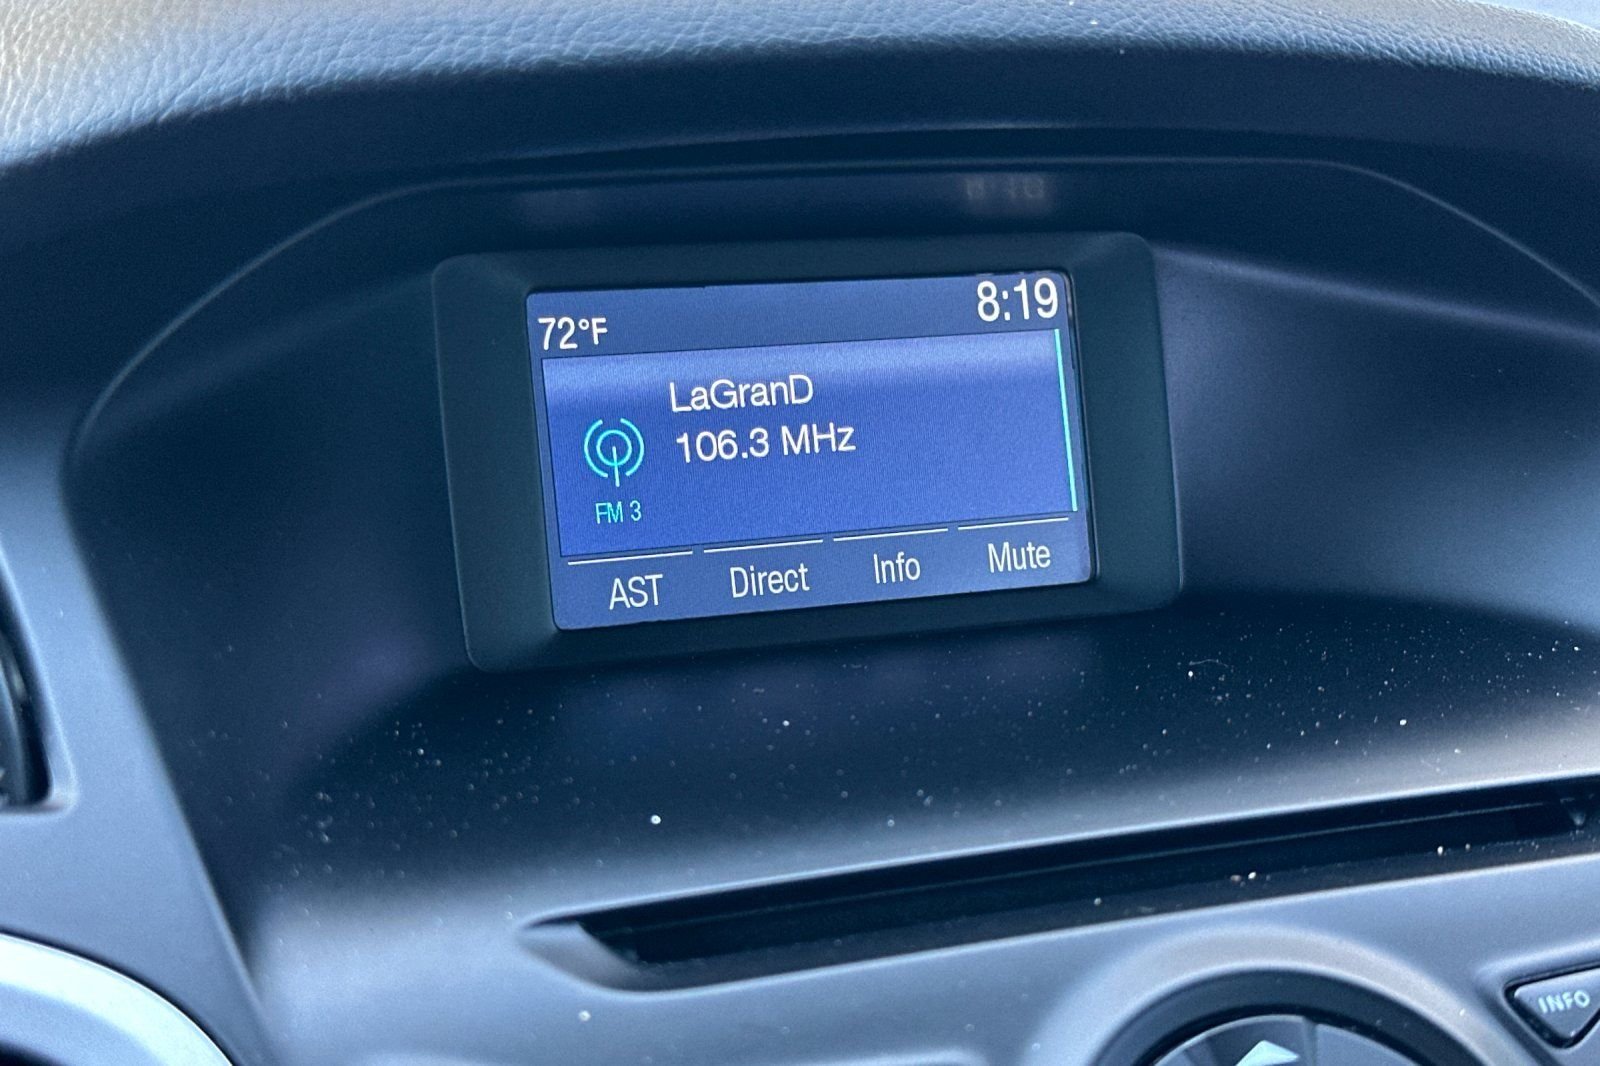 72°F
8:19
LaGranD
106.3 MHz
FM 3
AST
Direct
Info
Mute
INFO